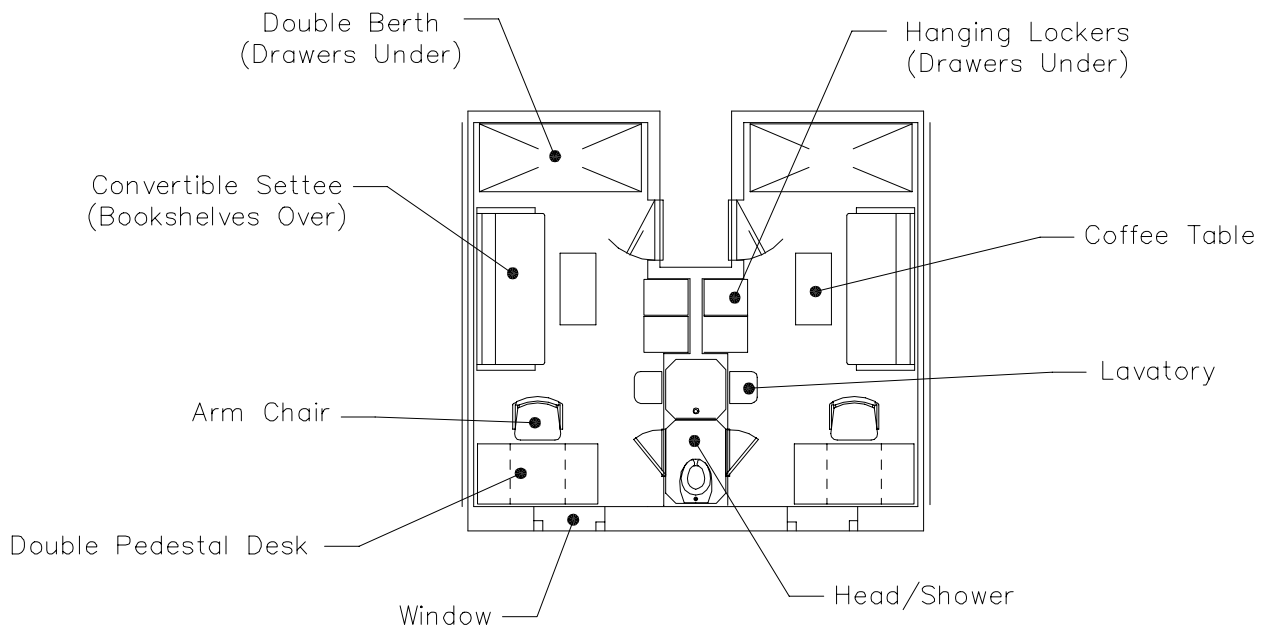 Double Berth
(Drawers Under)
Hanging Lockers
(Drawers Under)
Convertible Settee
(Bookshelves Over)
Coffee Table
Lavatory
Arm Chair
Double Pedestal Desk
Head/Shower
Window